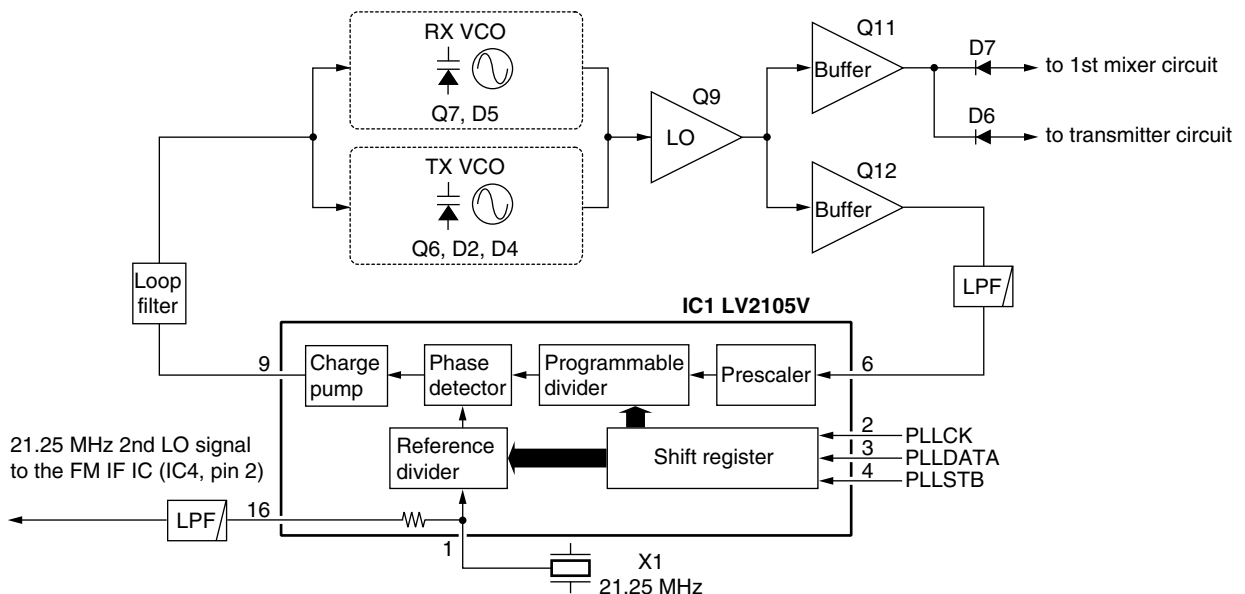 RX VCO
Q7, D5
TX VCO
Q6, D2, D4
Q9
LO
Q11
Buffer
D7
to 1st mixer circuit
D6
to transmitter circuit
Q12
Buffer
LPF
Loop
filter
IC1 LV2105V
9
Charge
pump
Phase
detector
Programmable
divider
Prescaler
6
Reference
divider
Shift register
2
PLLCK
3
PLLDATA
4
PLLSTB
21.25 MHz 2nd LO signal
to the FM IF IC (IC4, pin 2)
LPF
16
1
X1
21.25 MHz